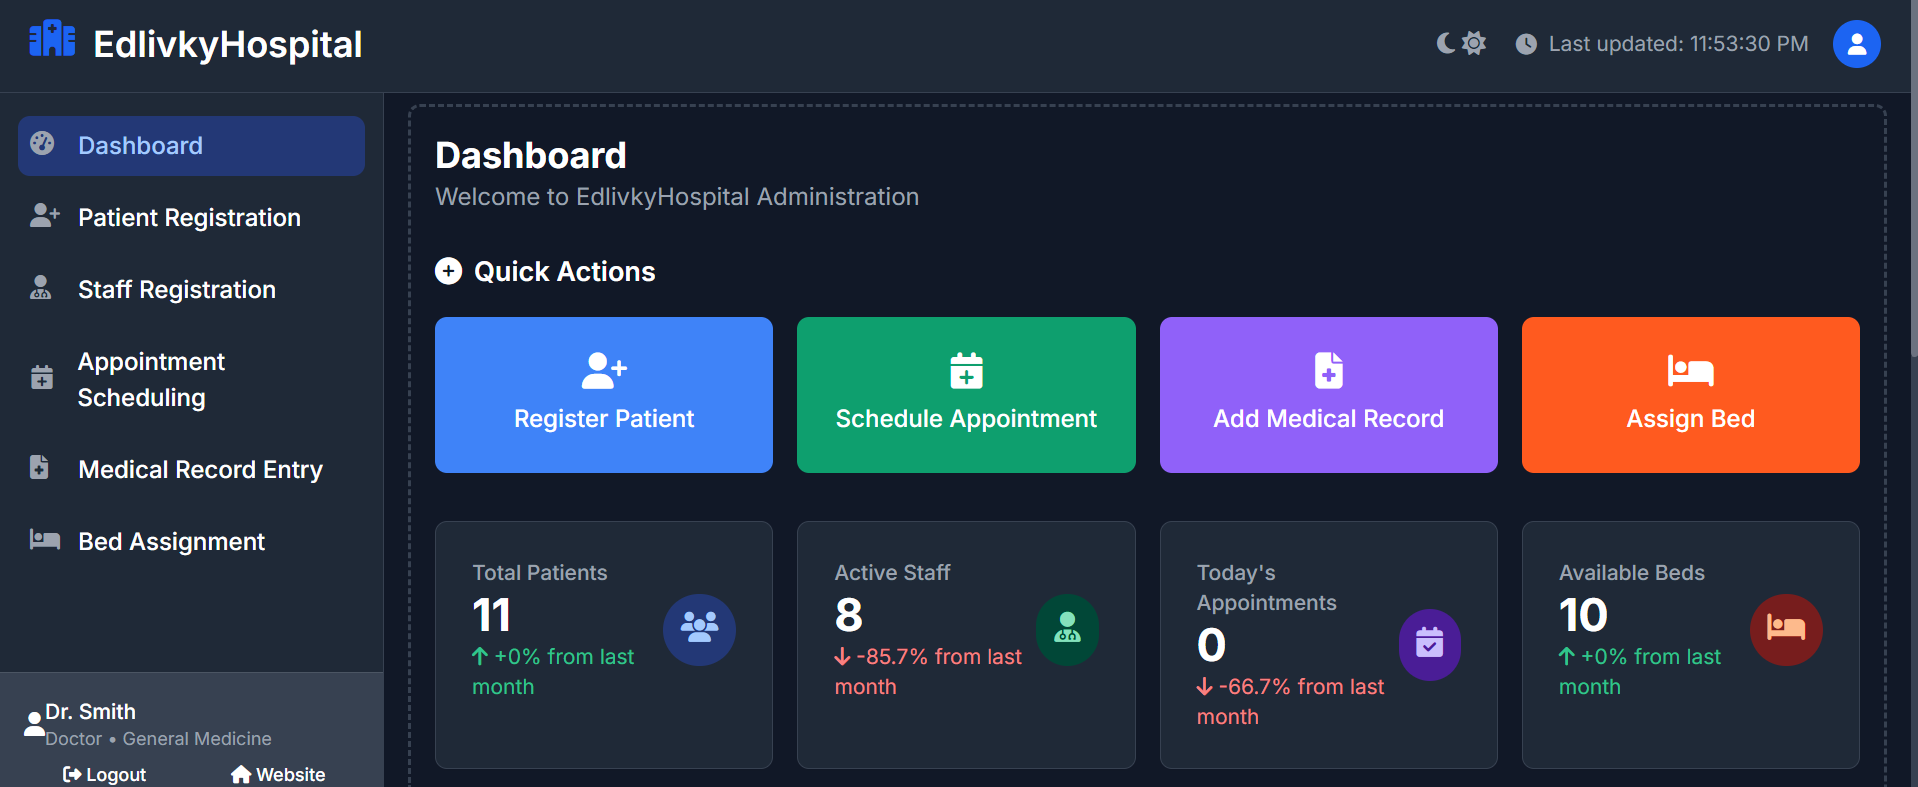 EdlivkyHospital
Last updated: 11:53:30 PM
Dashboard
Patient Registration
Staff Registration
Appointment
Scheduling
Medical Record Entry
Bed Assignment
Dr. Smith
Doctor • General Medicine
Logout
Website
Dashboard
Welcome to EdlivkyHospital Administration
Quick Actions
Register Patient
Schedule Appointment
Add Medical Record
Assign Bed
Total Patients
11
+0% from last
month
Active Staff
8
-85.7% from last
month
Today's
Appointments
0
-66.7% from last
month
Available Beds
10
+0% from last
month